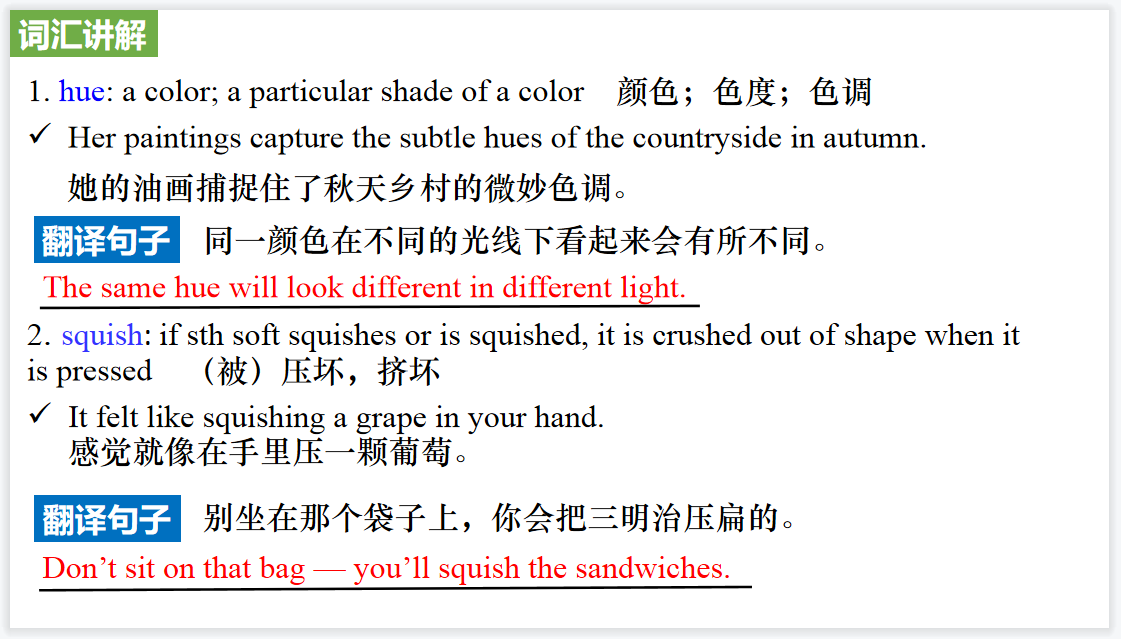 词汇讲解
1. hue: a color; a particular shade of a color 颜色；色度；色调
✓ Her paintings capture the subtle hues of the countryside in autumn.
她的油画捕捉住了秋天乡村的微妙色调。
翻译句子 同一颜色在不同的光线下看起来会有所不同。
The same hue will look different in different light.
2. squish: if sth soft squishes or is squished, it is crushed out of shape when it
is pressed （被）压坏，挤坏
✓ It felt like squishing a grape in your hand.
感觉就像在手里压一颗葡萄。
翻译句子 别坐在那个袋子上，你会把三明治压扁的。
Don’t sit on that bag — you’ll squish the sandwiches.